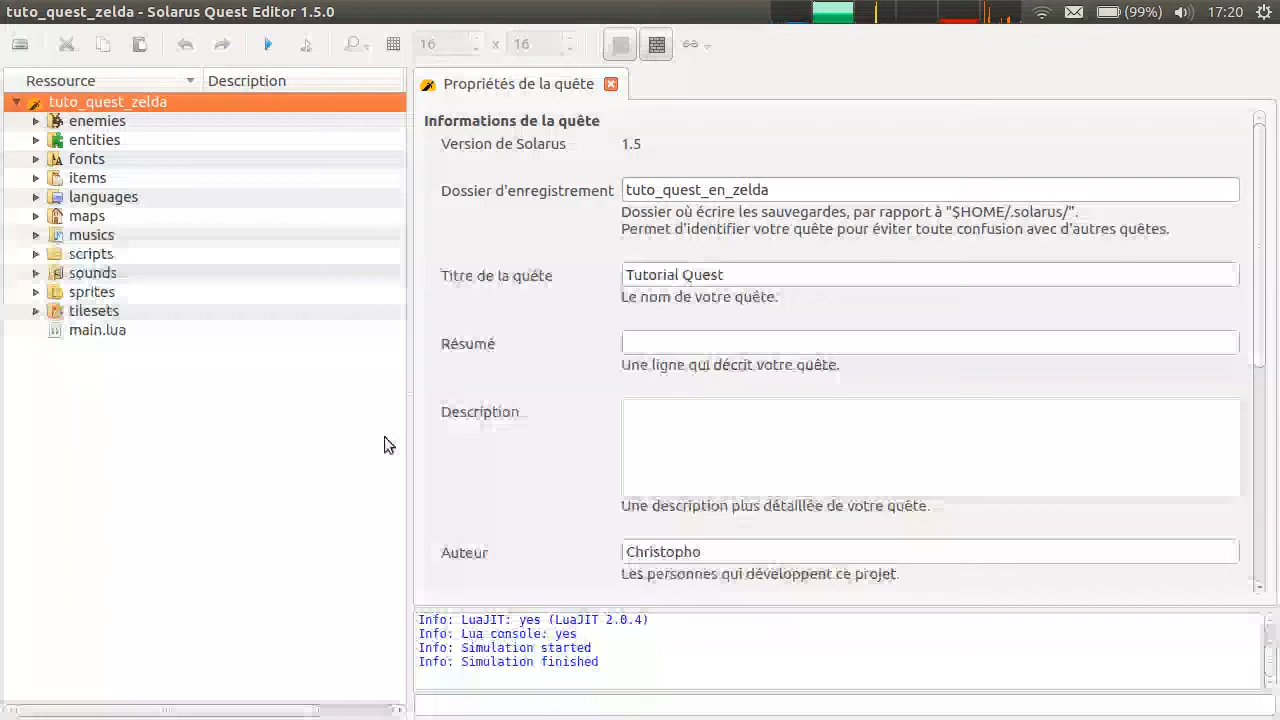 tuto_quest_zelda - Solarus Quest Editor 1.5.0
(99%)
17:20
16 x 16
Ressource
Description
tuto_quest_zelda
enemies
entities
fonts
items
languages
maps
musics
scripts
sounds
sprites
tilesets
main.lua
Propriétés de la quête
Informations de la quête
Version de Solarus 1.5
Dossier d'enregistrement tuto_quest_en_zelda
Dossier où écrire les sauvegardes, par rapport à "$HOME/.solarus/".
Permet d'identifier votre quête pour éviter toute confusion avec d'autres quêtes.
Titre de la quête Tutorial Quest
Le nom de votre quête.
Résumé
Une ligne qui décrit votre quête.
Description
Une description plus détaillée de votre quête.
Auteur Christopho
Les personnes qui développent ce projet.
Info: LuaJIT: yes (LuaJIT 2.0.4)
Info: Lua console: yes
Info: Simulation started
Info: Simulation finished